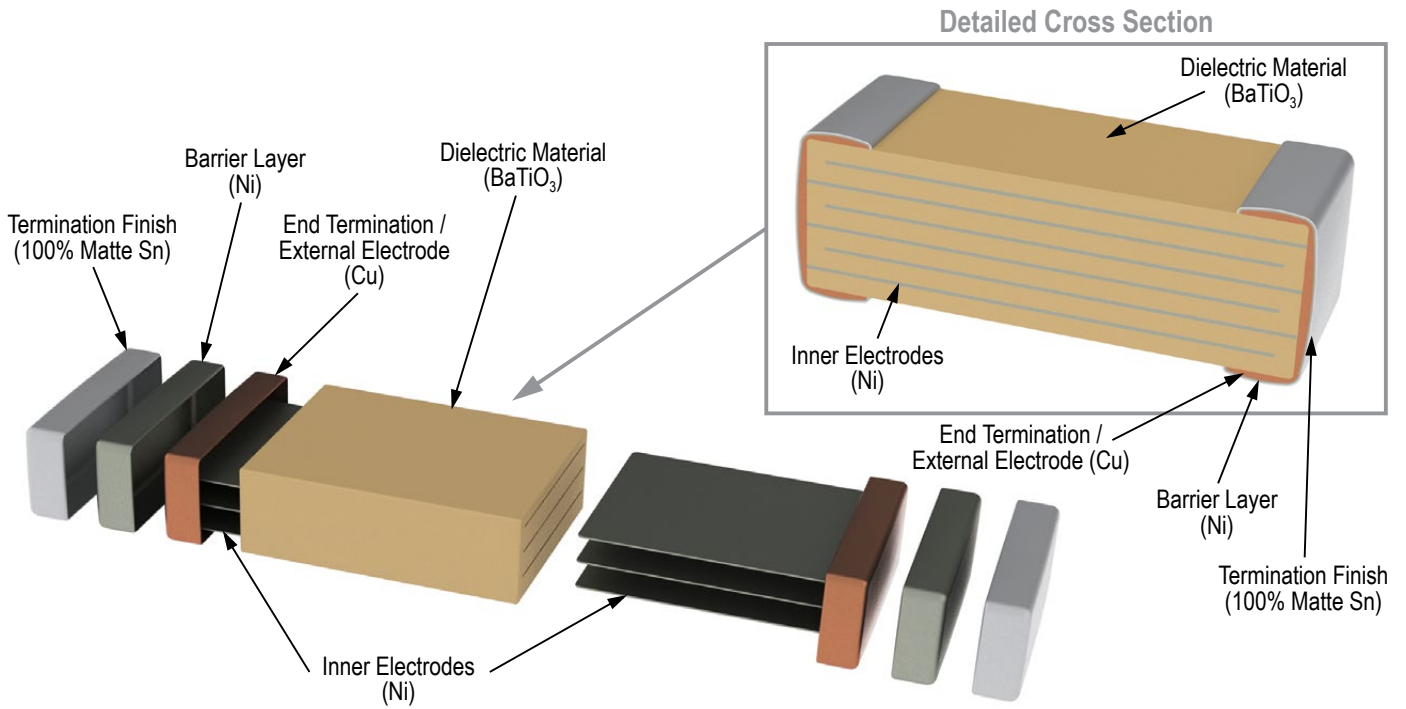 Detailed Cross Section
Dielectric Material
(BaTiO₃)
Inner Electrodes
(Ni)
End Termination /
External Electrode (Cu)
Barrier Layer
(Ni)
Termination Finish
(100% Matte Sn)
Termination Finish
(100% Matte Sn)
Barrier Layer
(Ni)
End Termination /
External Electrode
(Cu)
Dielectric Material
(BaTiO₃)
Inner Electrodes
(Ni)